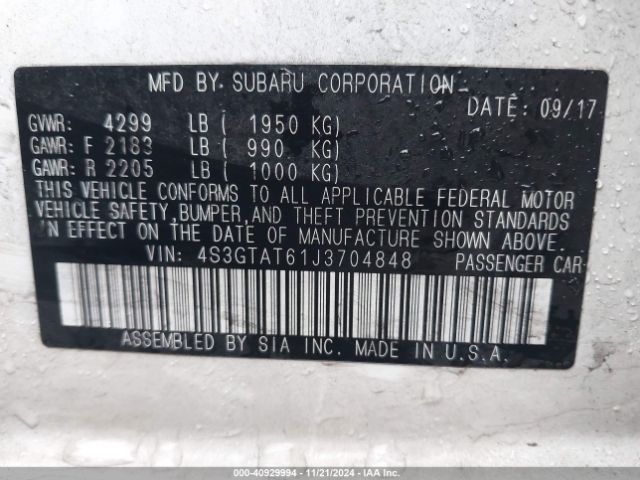 MFD BY. SUBARU CORPORATION
DATE: 09/17
GVWR: 4299 LB ( 1950 KG)
GAWR: F 2183 LB ( 990 KG)
GAWR: R 2205 LB ( 1000 KG)
THIS VEHICLE CONFORMS TO ALL APPLICABLE FEDERAL MOTOR
VEHICLE SAFETY, BUMPER, AND THEFT PREVENTION STANDARDS
IN EFFECT ON THE DATE OF MANUFACTURE SHOWN ABOVE.
VIN: 4S3GTAT61J3704848 PASSENGER CAR
ASSEMBLED BY SIA INC. MADE IN U.S.A.
000-40929994 - 11/21/2024 - IAA Inc.